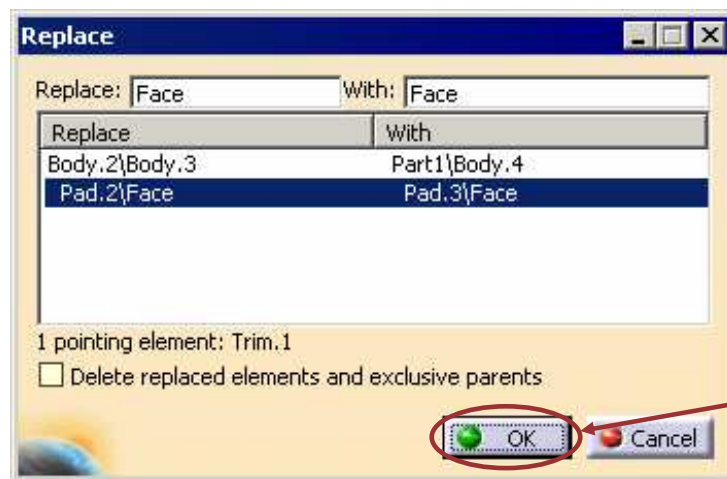 Replace
Replace: Face With: Face
Replace With
Body.2\Body.3 Part1\Body.4
Pad.2\Face Pad.3\Face
1 pointing element: Trim.1
Delete replaced elements and exclusive parents
OK Cancel